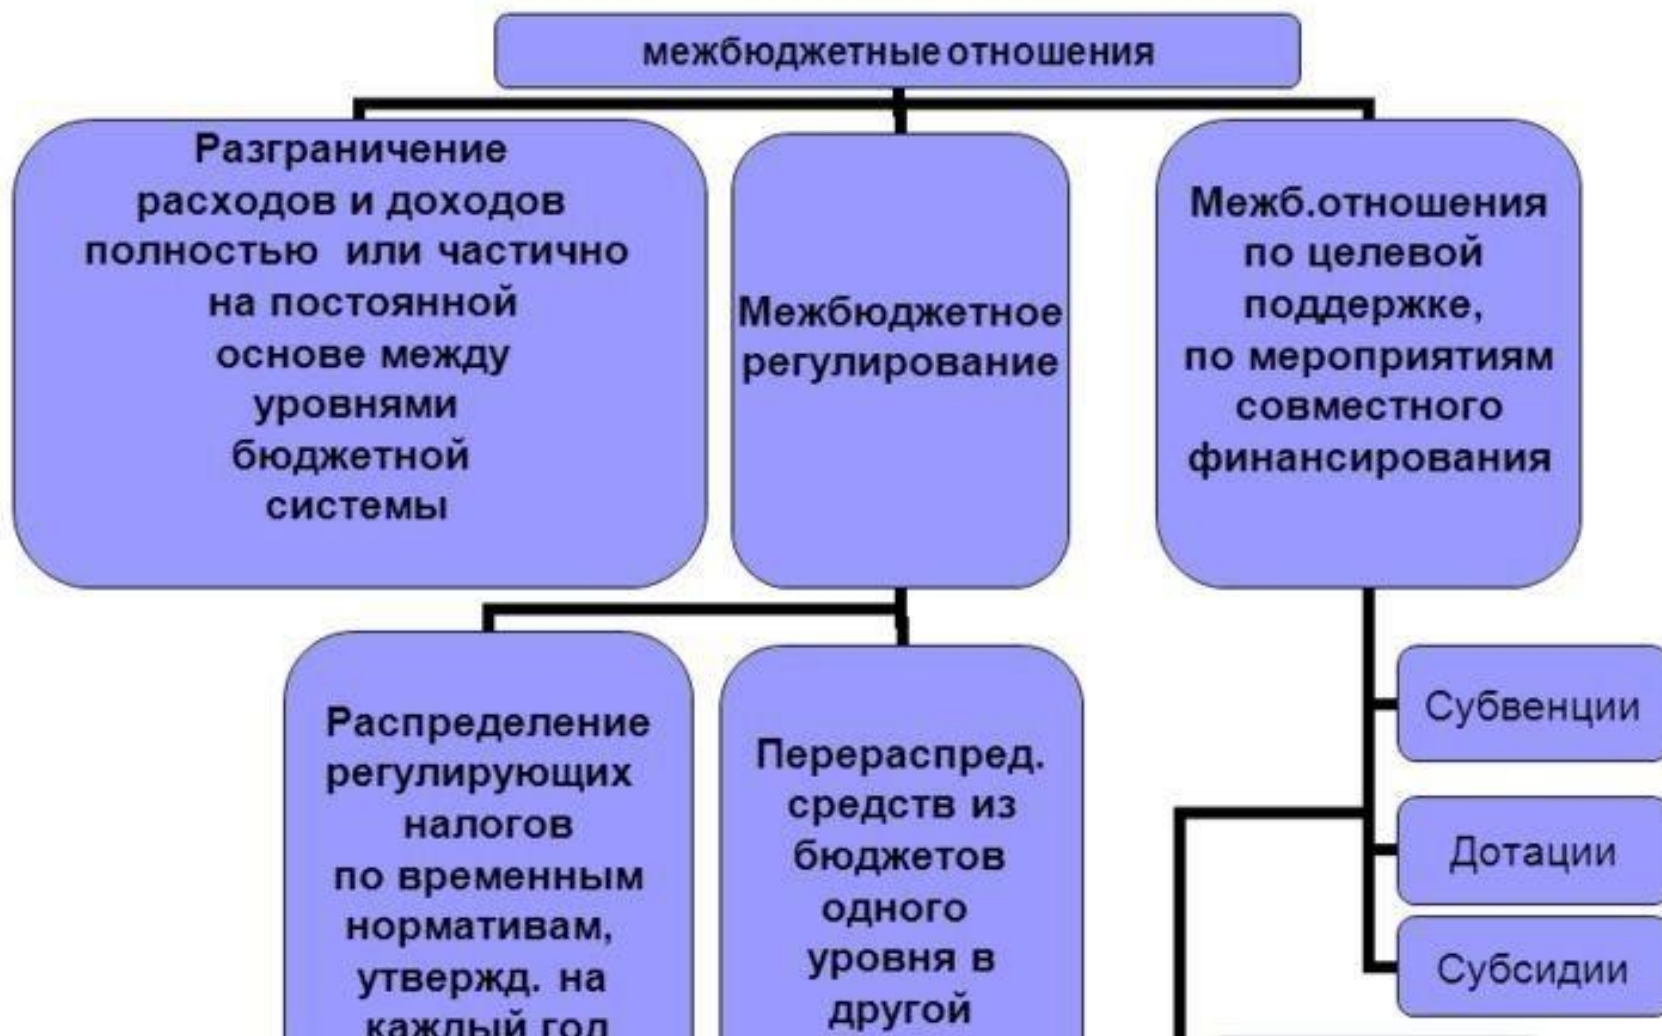 межбюджетные отношения
Разграничение
расходов и доходов
полностью или частично
на постоянной
основе между
уровнями
бюджетной
системы
Межбюджетное
регулирование
Межб.отношения
по целевой
поддержке,
по мероприятиям
совместного
финансирования
Распределение
регулирующих
налогов
по временным
нормативам,
утвержд. на
каждый год
Перераспред.
средств из
бюджетов
одного
уровня в
другой
Субвенции
Дотации
Субсидии